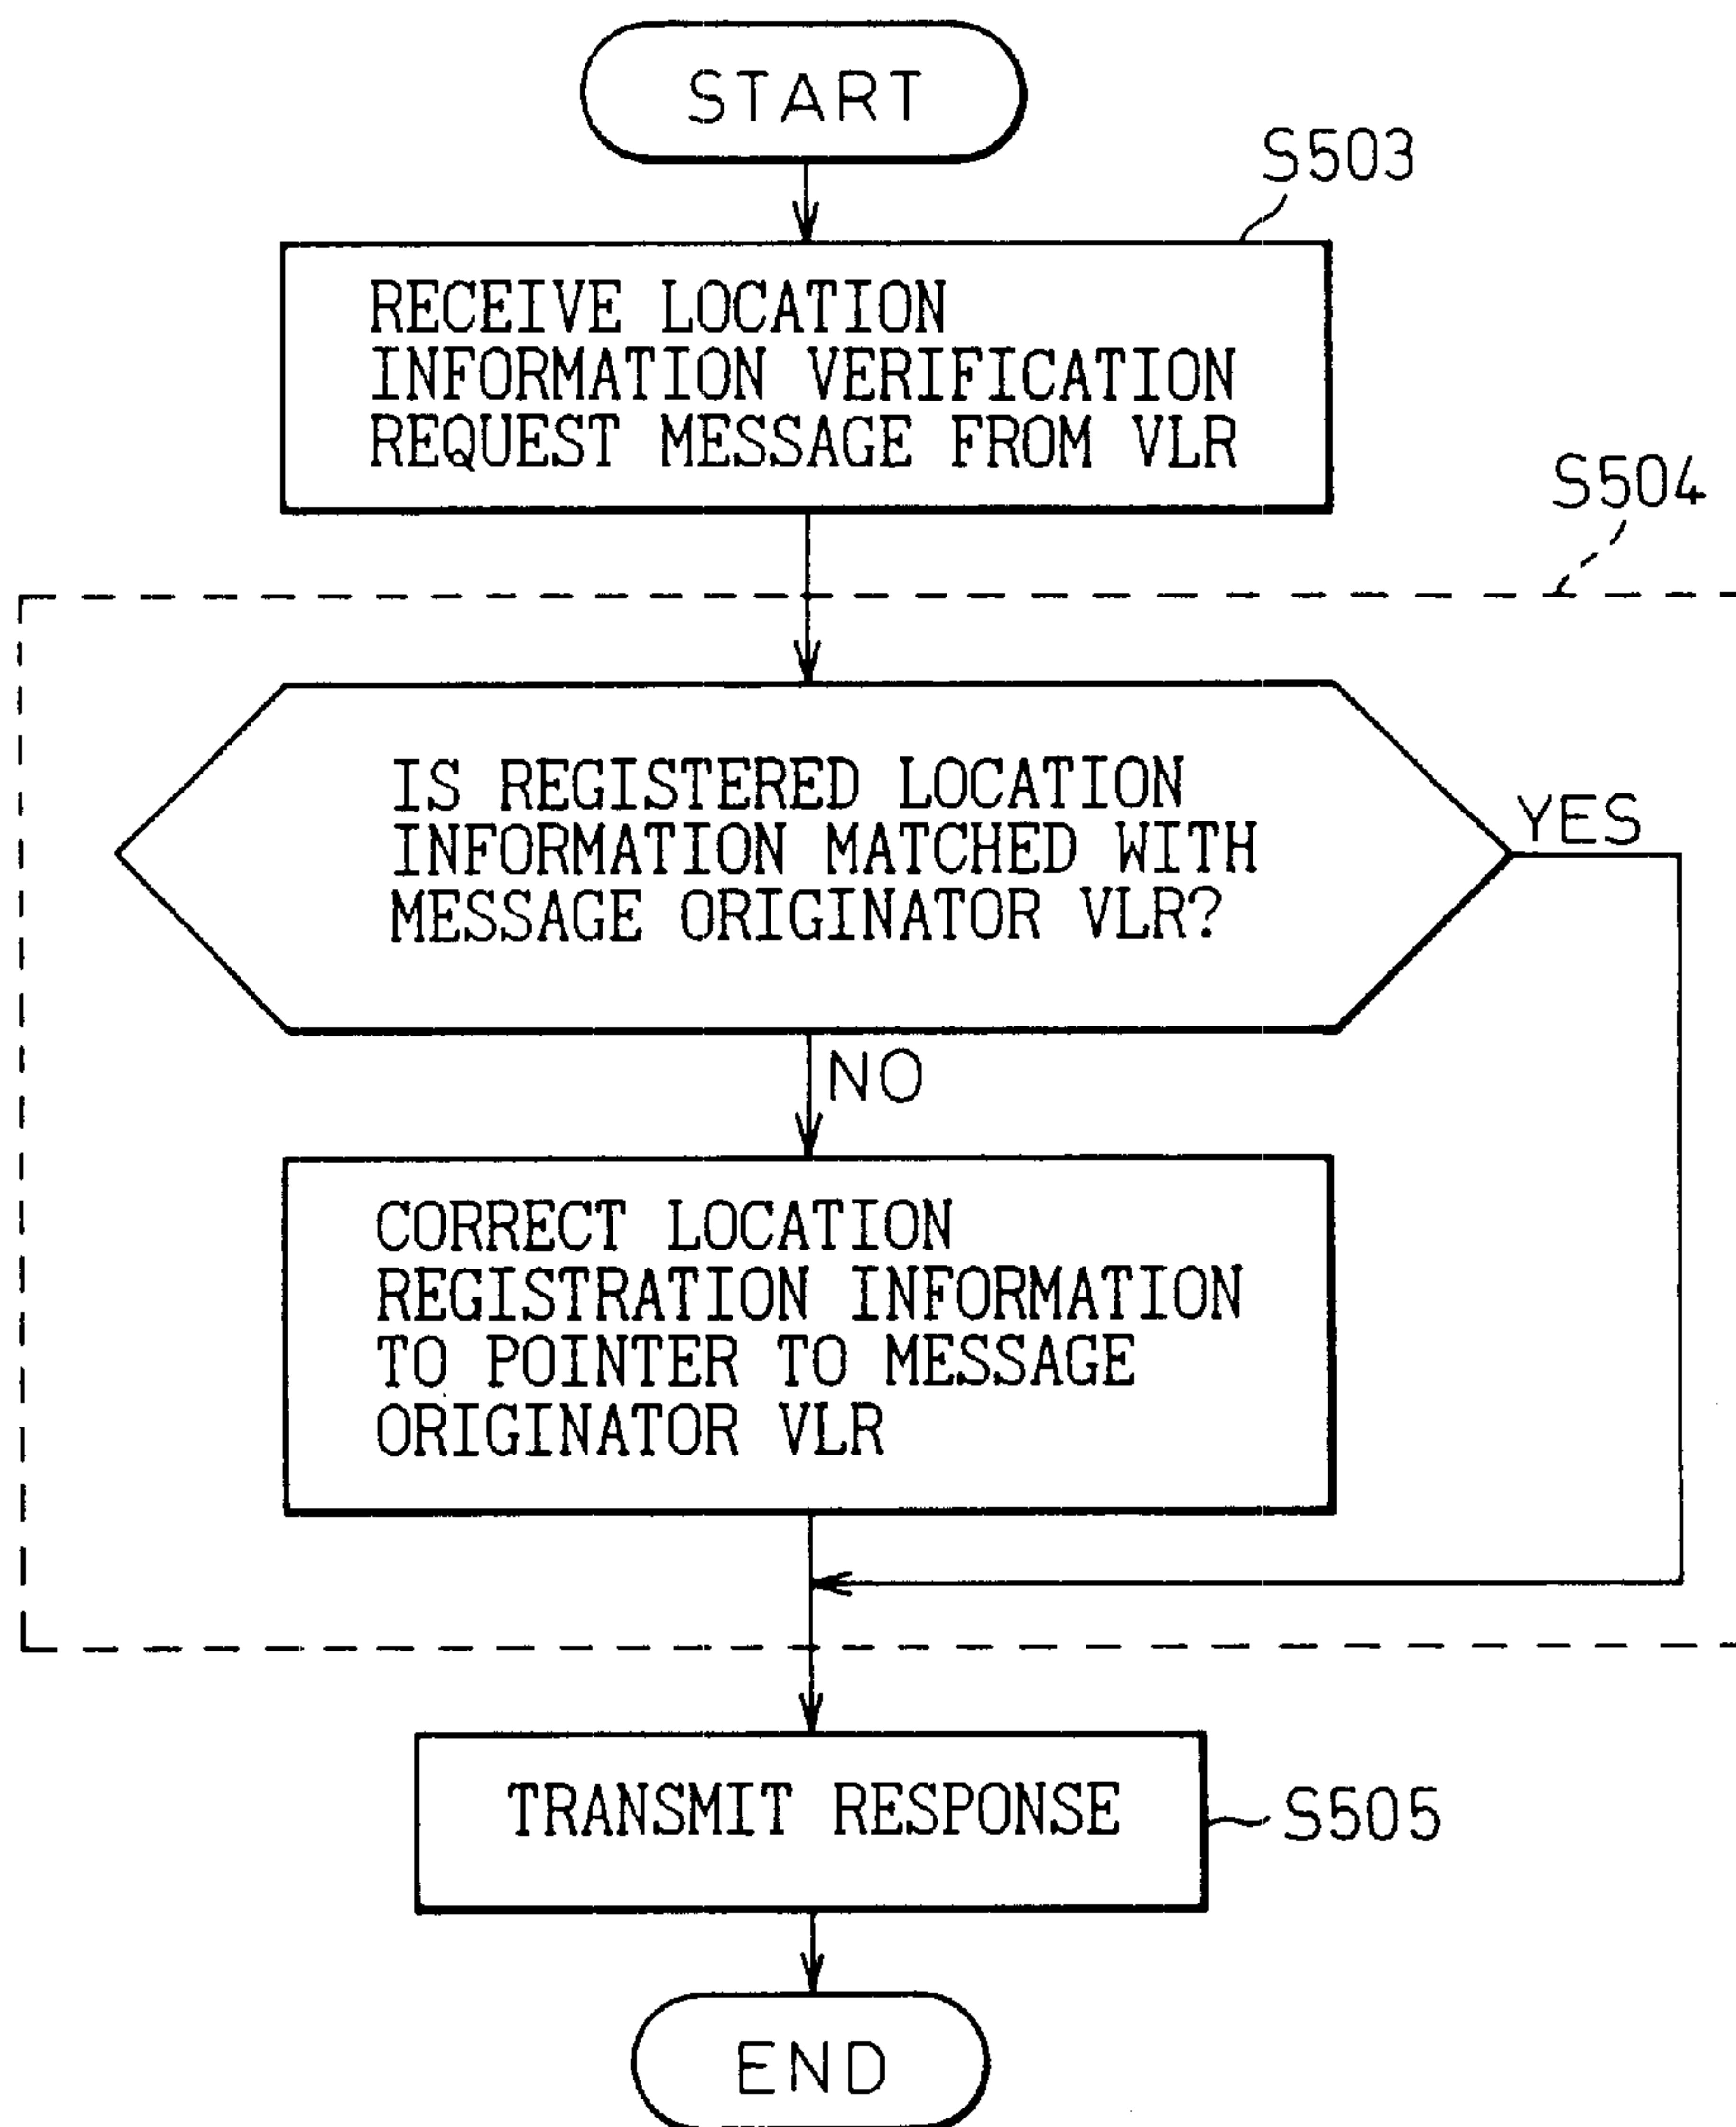 START
S503
RECEIVE LOCATION
INFORMATION VERIFICATION
REQUEST MESSAGE FROM VLR
S504
IS REGISTERED LOCATION
INFORMATION MATCHED WITH
MESSAGE ORIGINATOR VLR?
YES
NO
CORRECT LOCATION
REGISTRATION INFORMATION
TO POINTER TO MESSAGE
ORIGINATOR VLR
TRANSMIT RESPONSE
S505
END